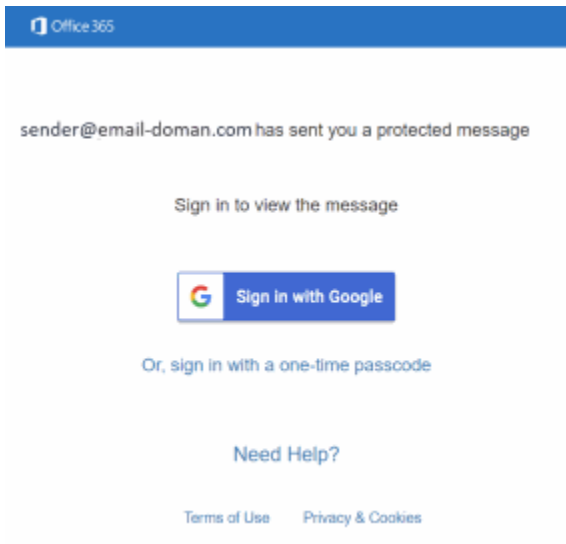 Office 365
sender@email-doman.com has sent you a protected message
Sign in to view the message
G Sign in with Google
Or, sign in with a one-time passcode
Need Help?
Terms of Use Privacy & Cookies